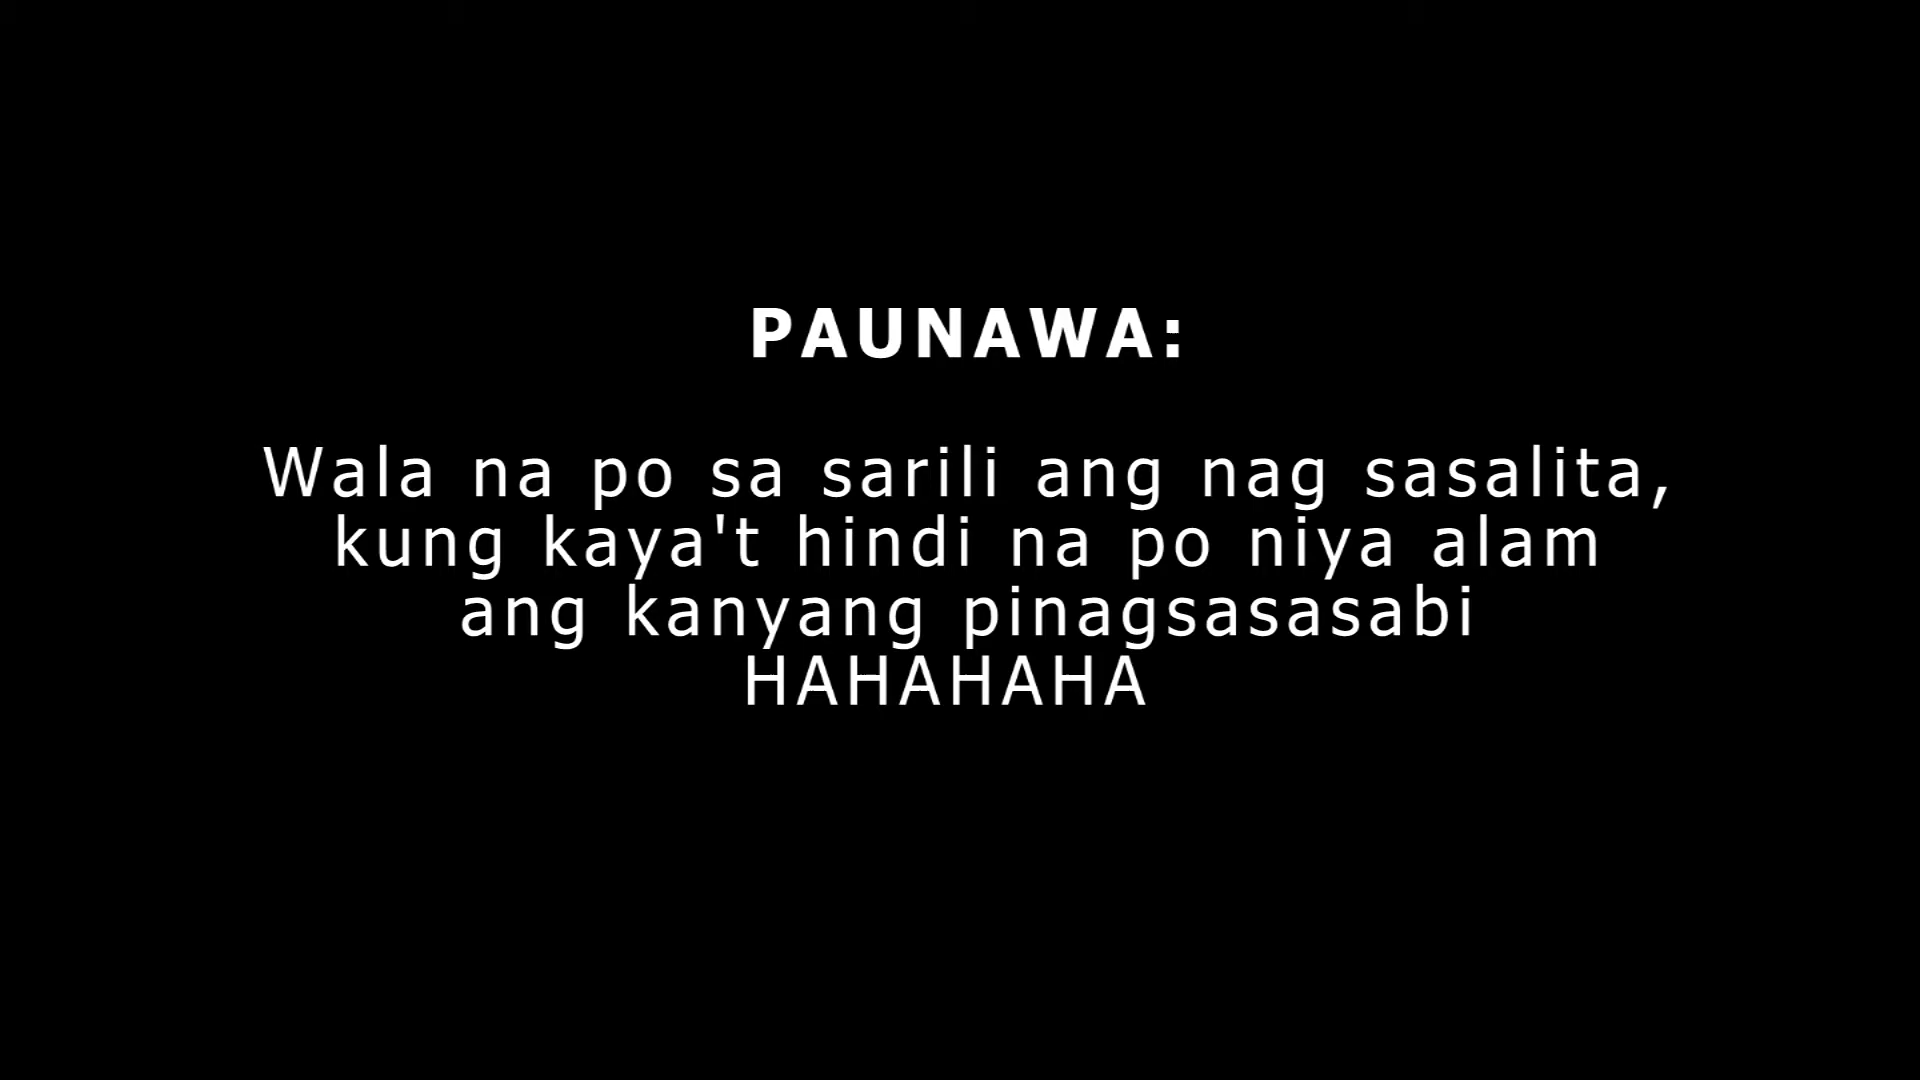 PAUNAWA:
Wala na po sa sarili ang nag sasalita,
kung kaya't hindi na po niya alam
ang kanyang pinagsasasabi
HAHAHAHA